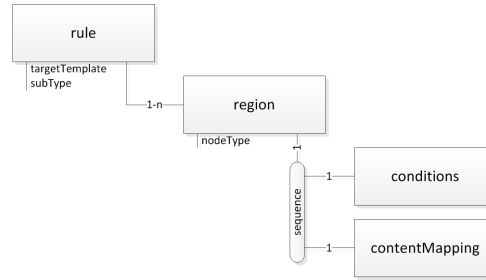 rule
targetTemplate
subType
1-n
region
nodeType
1
sequence
1
conditions
1
contentMapping